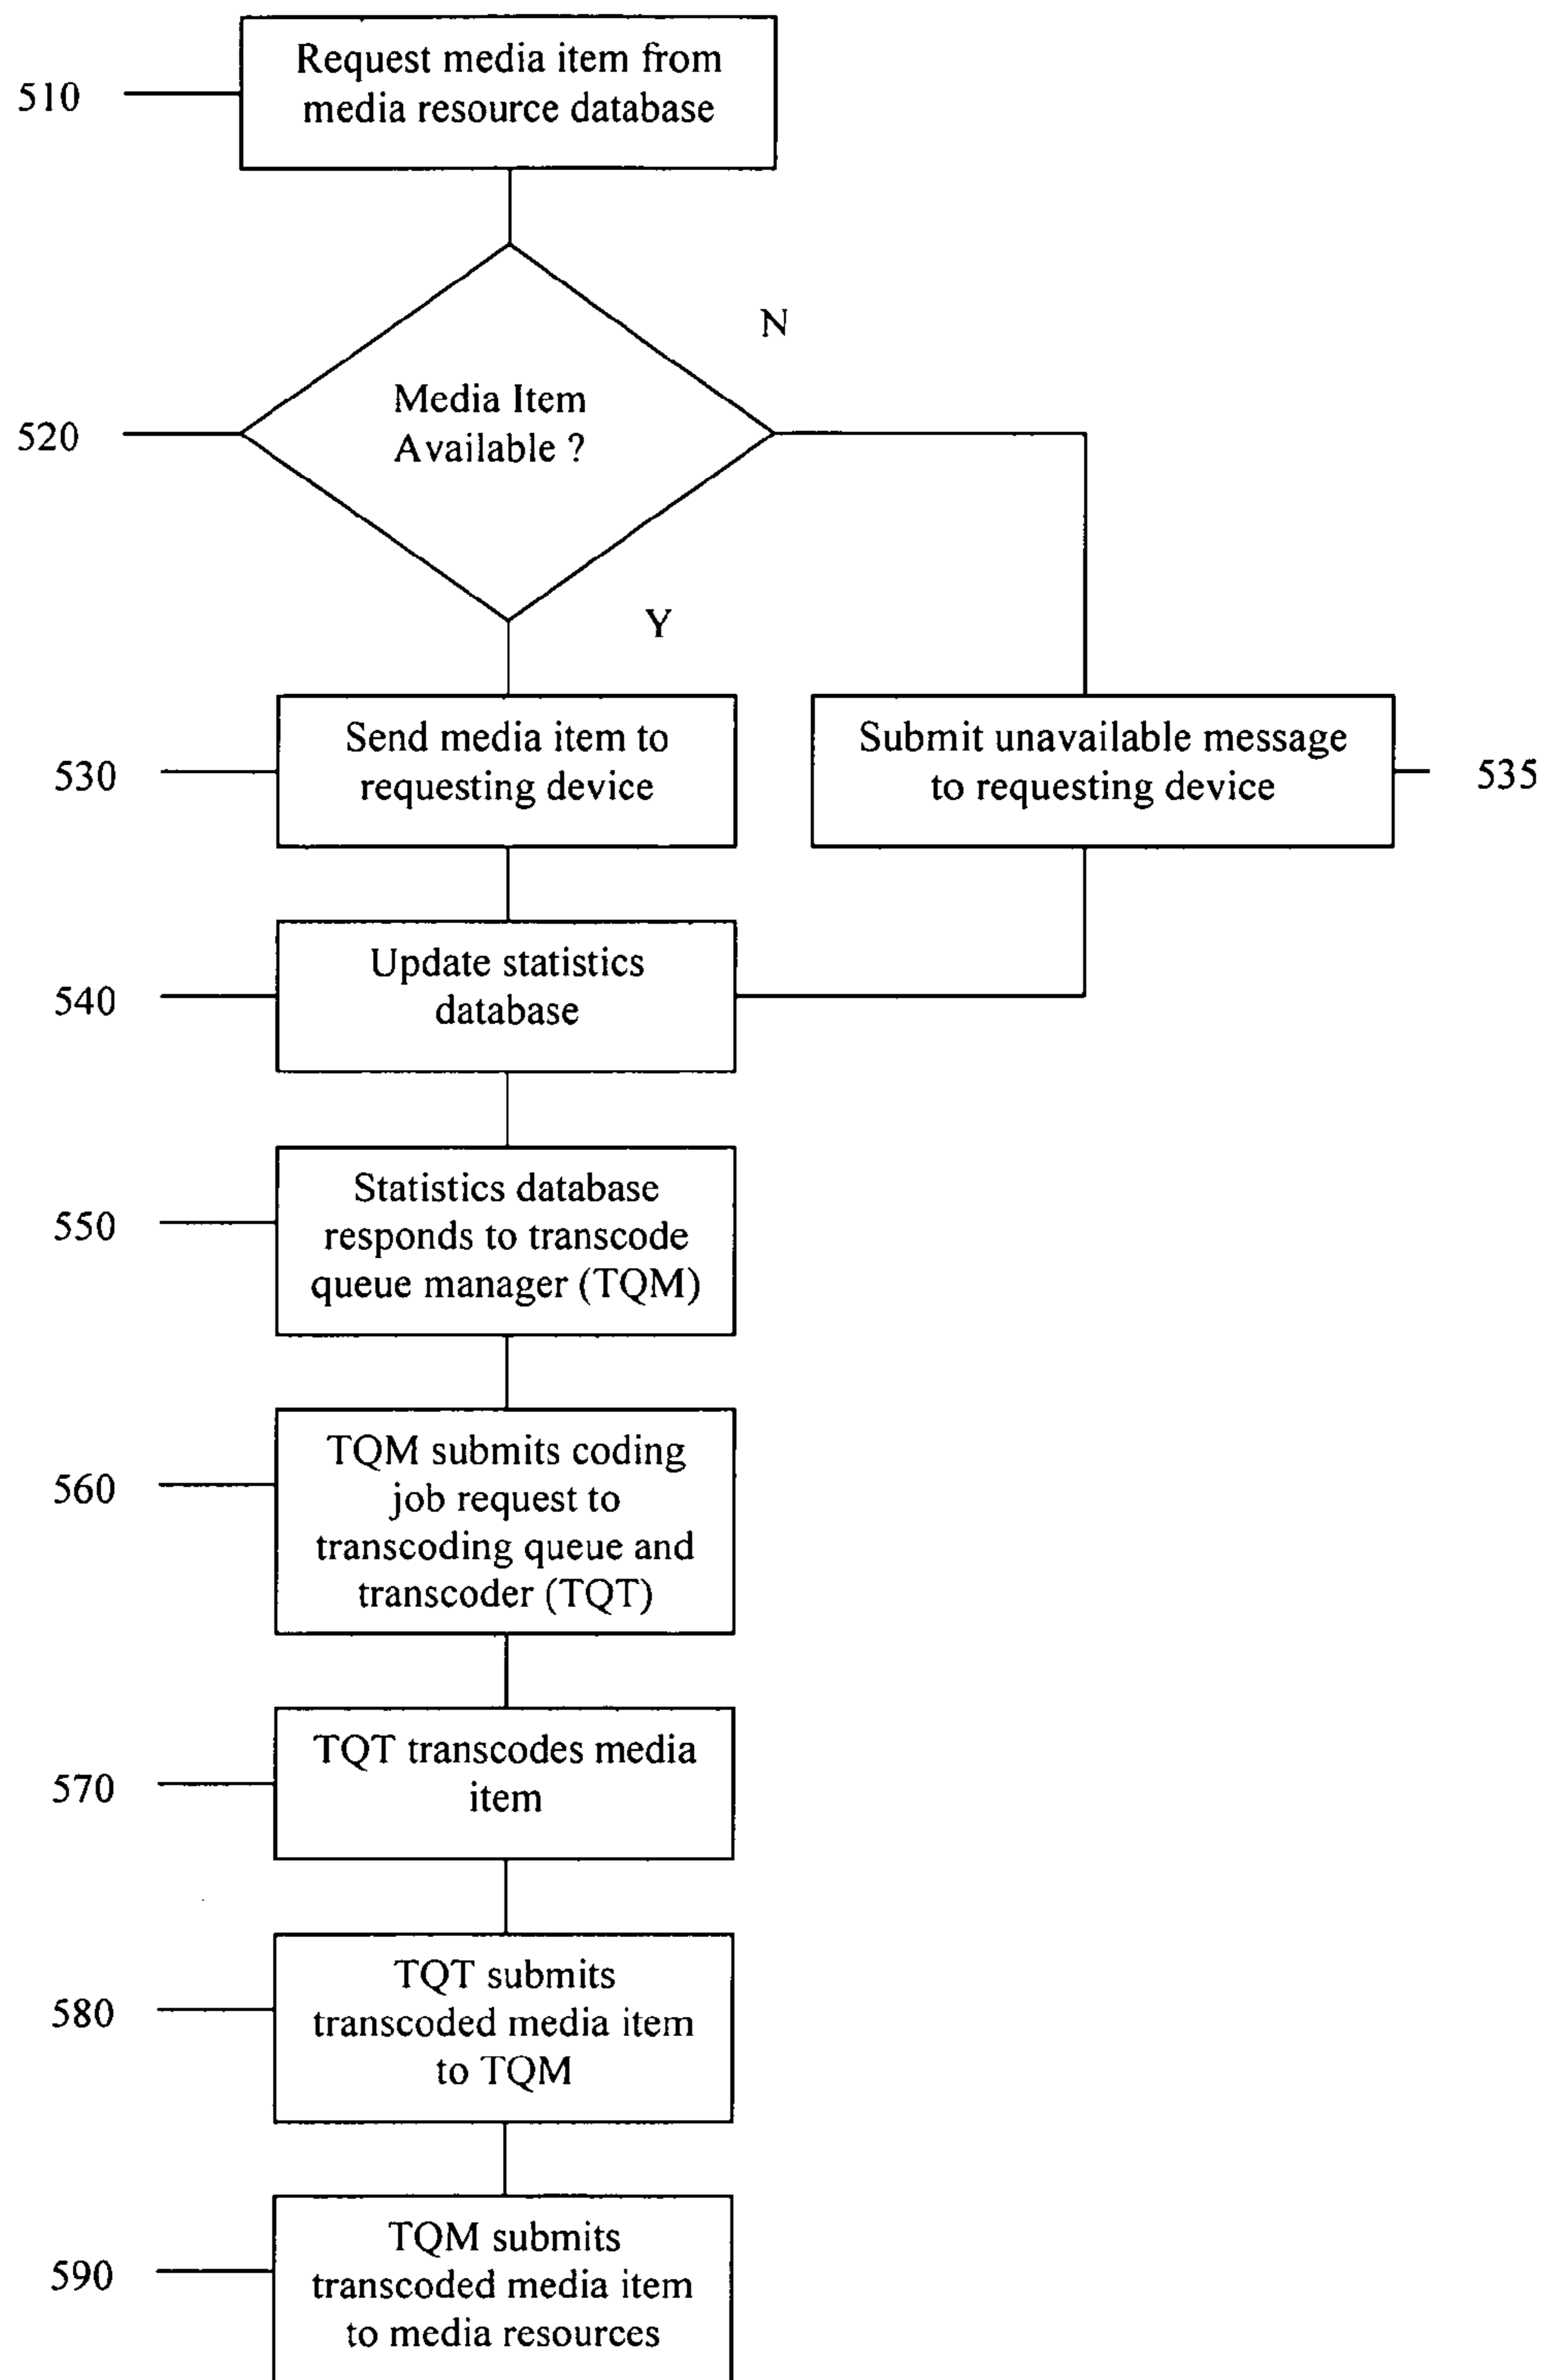 510
Request media item from
media resource database
N
520
Media Item
Available ?
Y
530
Send media item to
requesting device
Submit unavailable message
to requesting device
535
540
Update statistics
database
550
Statistics database
responds to transcode
queue manager (TQM)
560
TQM submits coding
job request to
transcoding queue and
transcoder (TQT)
570
TQT transcodes media
item
580
TQT submits
transcoded media item
to TQM
590
TQM submits
transcoded media item
to media resources